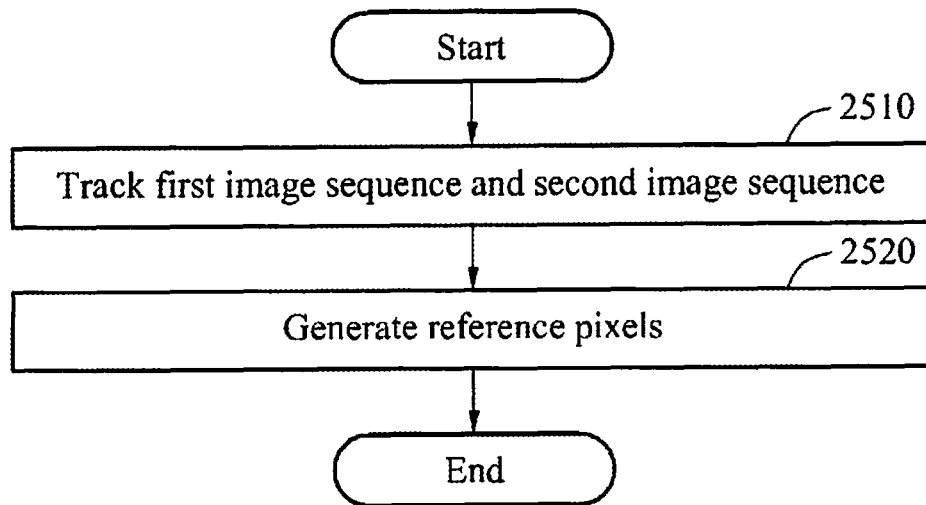 Start
2510
Track first image sequence and second image sequence
2520
Generate reference pixels
End